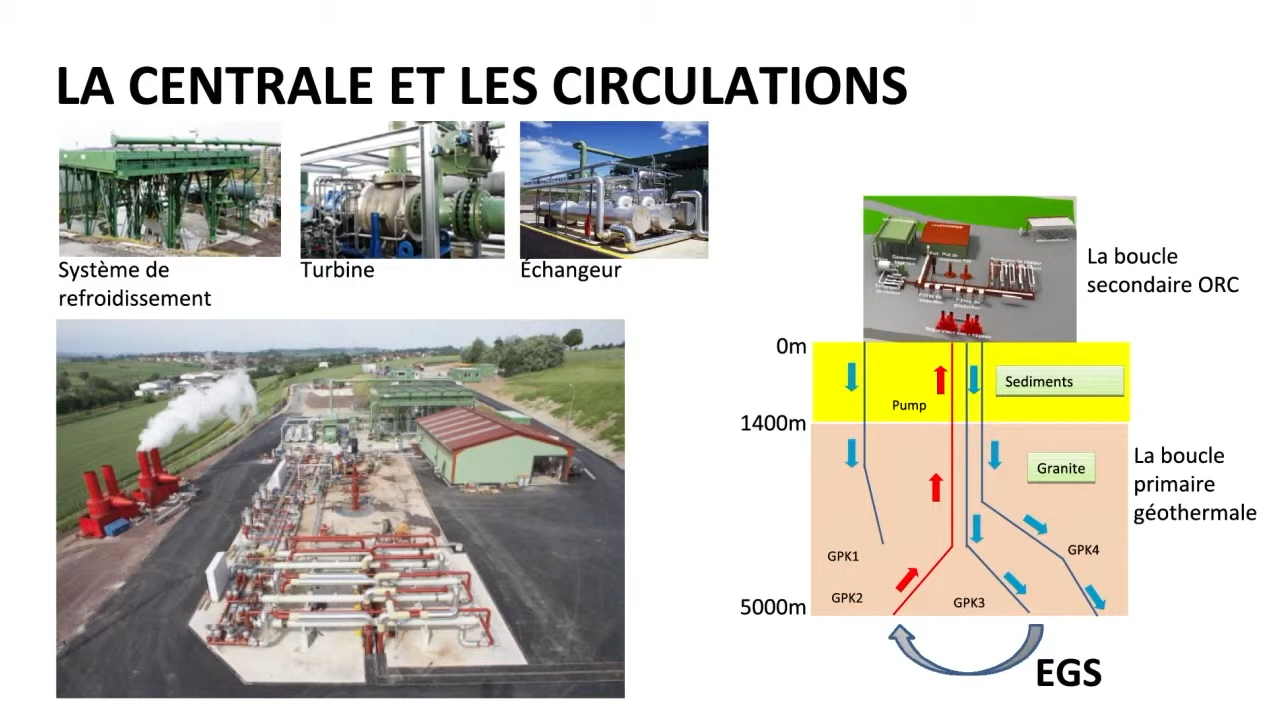 LA CENTRALE ET LES CIRCULATIONS
Système de
refroidissement
Turbine
Échangeur
La boucle
secondaire ORC
0m
Sediments
Pump
1400m
Granite
La boucle
primaire
géothermale
GPK1
GPK4
GPK2
GPK3
5000m
EGS